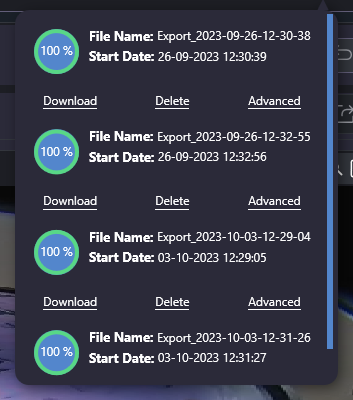 100 %
File Name: Export_2023-09-26-12-30-38
Start Date: 26-09-2023 12:30:39
Download Delete Advanced
100 %
File Name: Export_2023-09-26-12-32-55
Start Date: 26-09-2023 12:32:56
Download Delete Advanced
100 %
File Name: Export_2023-10-03-12-29-04
Start Date: 03-10-2023 12:29:05
Download Delete Advanced
100 %
File Name: Export_2023-10-03-12-31-26
Start Date: 03-10-2023 12:31:27